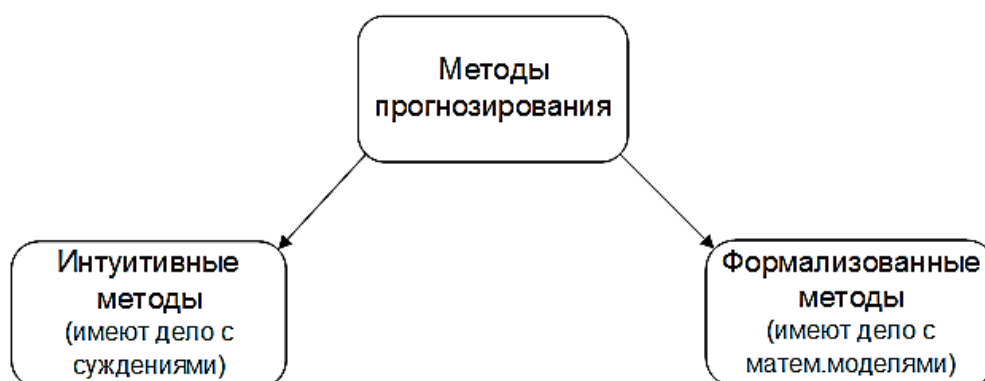 Методы
прогнозирования
Интуитивные
методы
(имеют дело с
суждениями)
Формализованные
методы
(имеют дело с
матем.моделями)